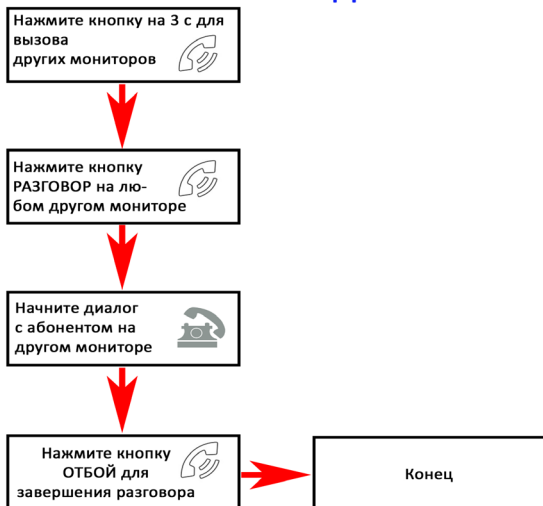 Нажмите кнопку на 3 с для
вызова
других мониторов
Нажмите кнопку
РАЗГОВОР на лю-
бом другом мониторе
Начните диалог
с абонентом на
другом мониторе
Нажмите кнопку
ОТБОЙ для
завершения разговора
Конец